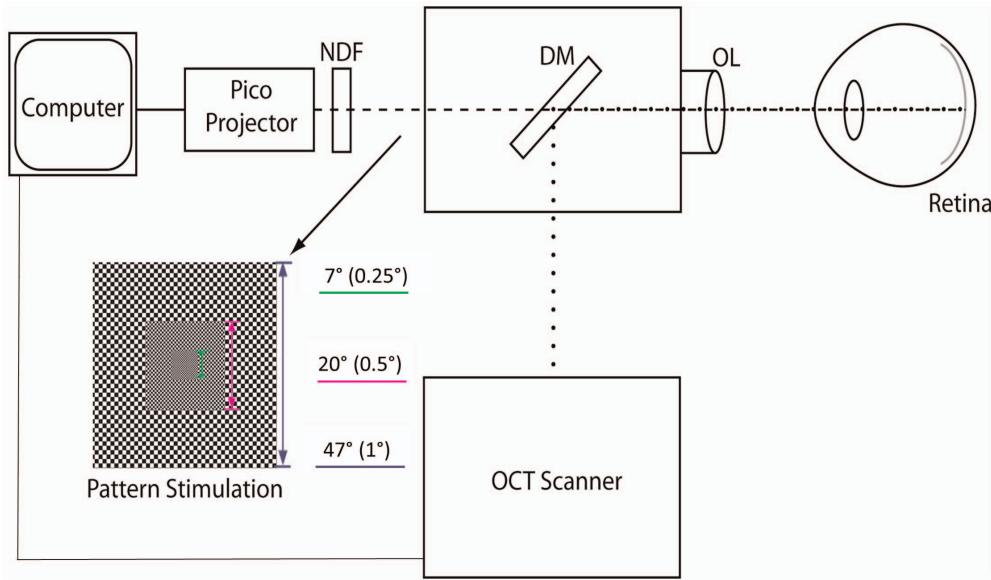 Computer
Pico
Projector
NDF
DM
OL
Retina
7° (0.25°)
20° (0.5°)
47° (1°)
Pattern Stimulation
OCT Scanner